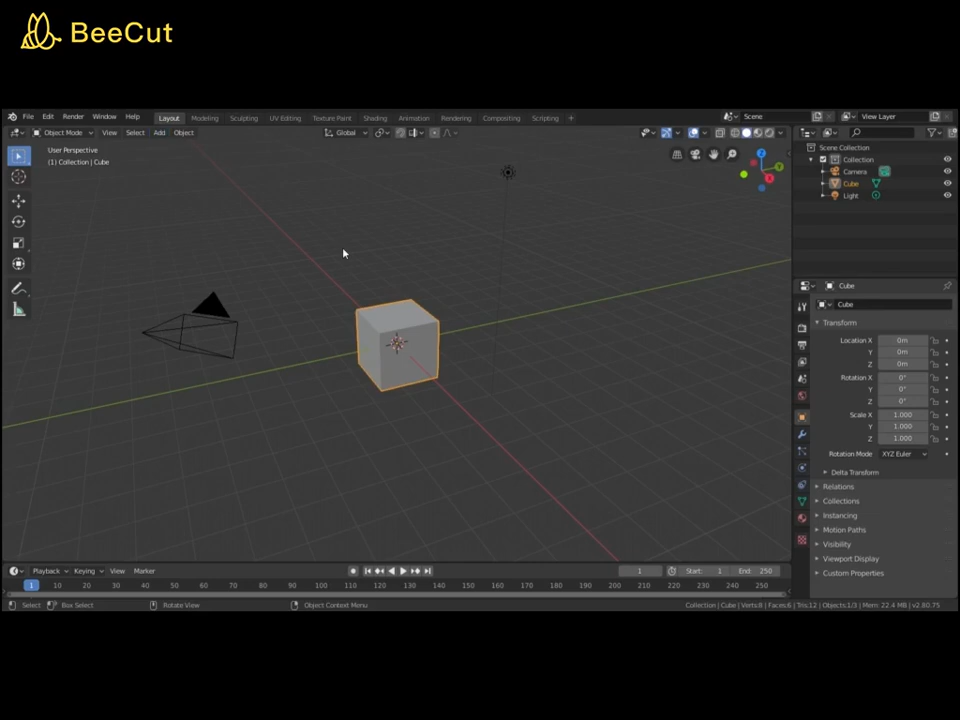 BeeCut
File Edit Render Window Help Layout Modeling Sculpting UV Editing Texture Paint Shading Animation Rendering Compositing Scripting + Scene View Layer
Object Mode View Select Add Object Global
User Perspective
(1) Collection | Cube
Scene Collection
Collection
Camera
Cube
Light
Cube
Cube
Transform
Location X 0m
Y 0m
Z 0m
Rotation X 0°
Y 0°
Z 0°
Scale X 1.000
Y 1.000
Z 1.000
Rotation Mode XYZ Euler
Delta Transform
Relations
Collections
Instancing
Motion Paths
Visibility
Viewport Display
Custom Properties
Playback Keying View Marker 1 Start: 1 End 250
1 10 20 30 40 50 60 70 80 90 100 110 120 130 140 150 160 170 180 190 200 210 220 230 240 250
Select Box Select Rotate View Object Context Menu Collection | Cube | Verts:8 | Faces:6 | Tris:12 | Objects:1/3 | Mem: 22.4 MB | v2.80.75